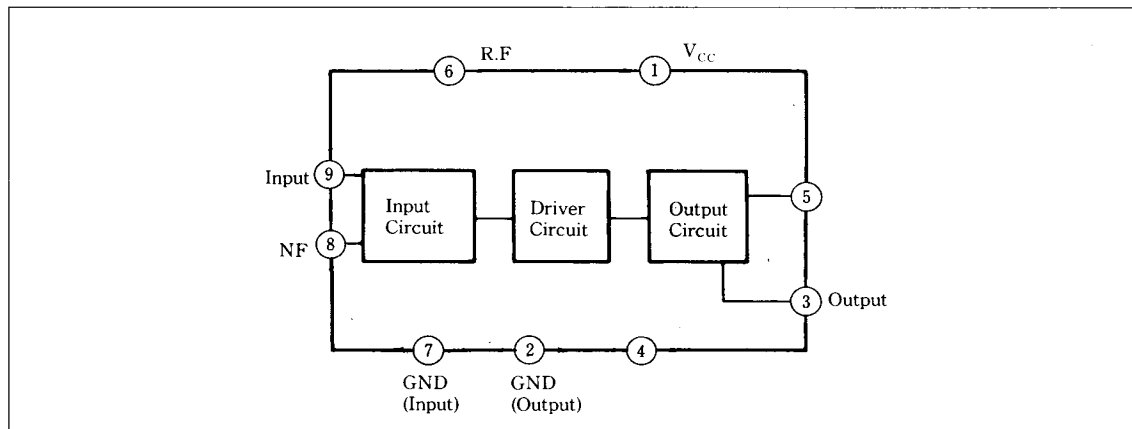 6 R.F
1 V_CC
Input 9
Input
Circuit
Driver
Circuit
Output
Circuit
5
NF 8
3 Output
7
2
4
GND
(Input)
GND
(Output)